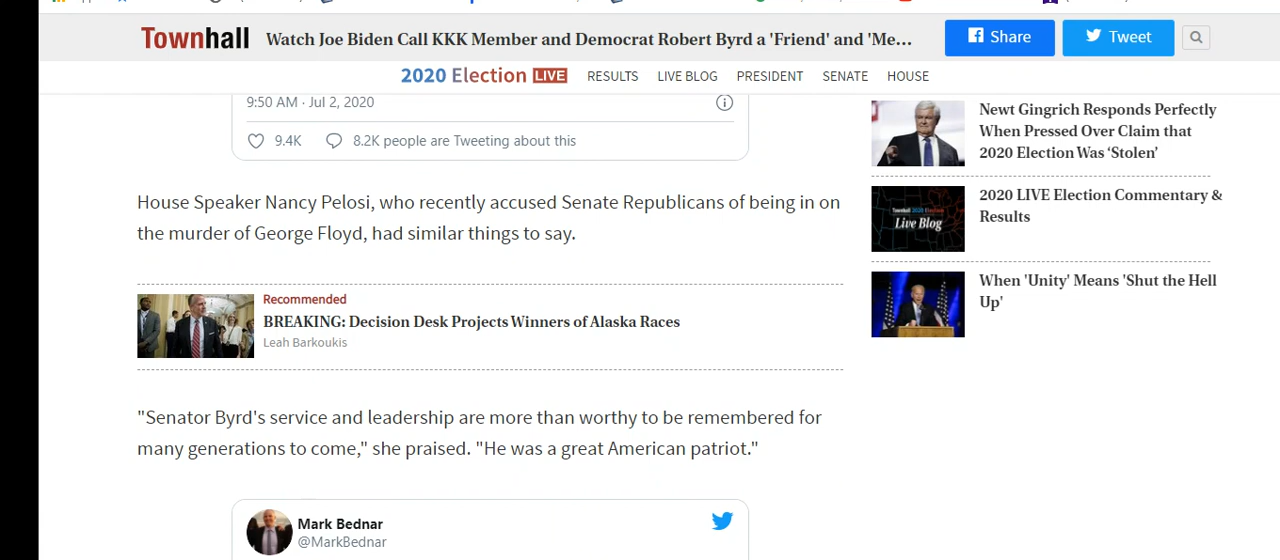 Townhall
Watch Joe Biden Call KKK Member and Democrat Robert Byrd a 'Friend' and 'Me...
Share
Tweet
2020 Election LIVE RESULTS LIVE BLOG PRESIDENT SENATE HOUSE
9:50 AM · Jul 2, 2020
9.4K 8.2K people are Tweeting about this
House Speaker Nancy Pelosi, who recently accused Senate Republicans of being in on
the murder of George Floyd, had similar things to say.
Recommended
BREAKING: Decision Desk Projects Winners of Alaska Races
Leah Barkoukis
"Senator Byrd's service and leadership are more than worthy to be remembered for
many generations to come," she praised. "He was a great American patriot."
Mark Bednar
@MarkBednar
Newt Gingrich Responds Perfectly
When Pressed Over Claim that
2020 Election Was ‘Stolen’
Townhall 2020 Election
Live Blog
2020 LIVE Election Commentary &
Results
When 'Unity' Means 'Shut the Hell
Up'